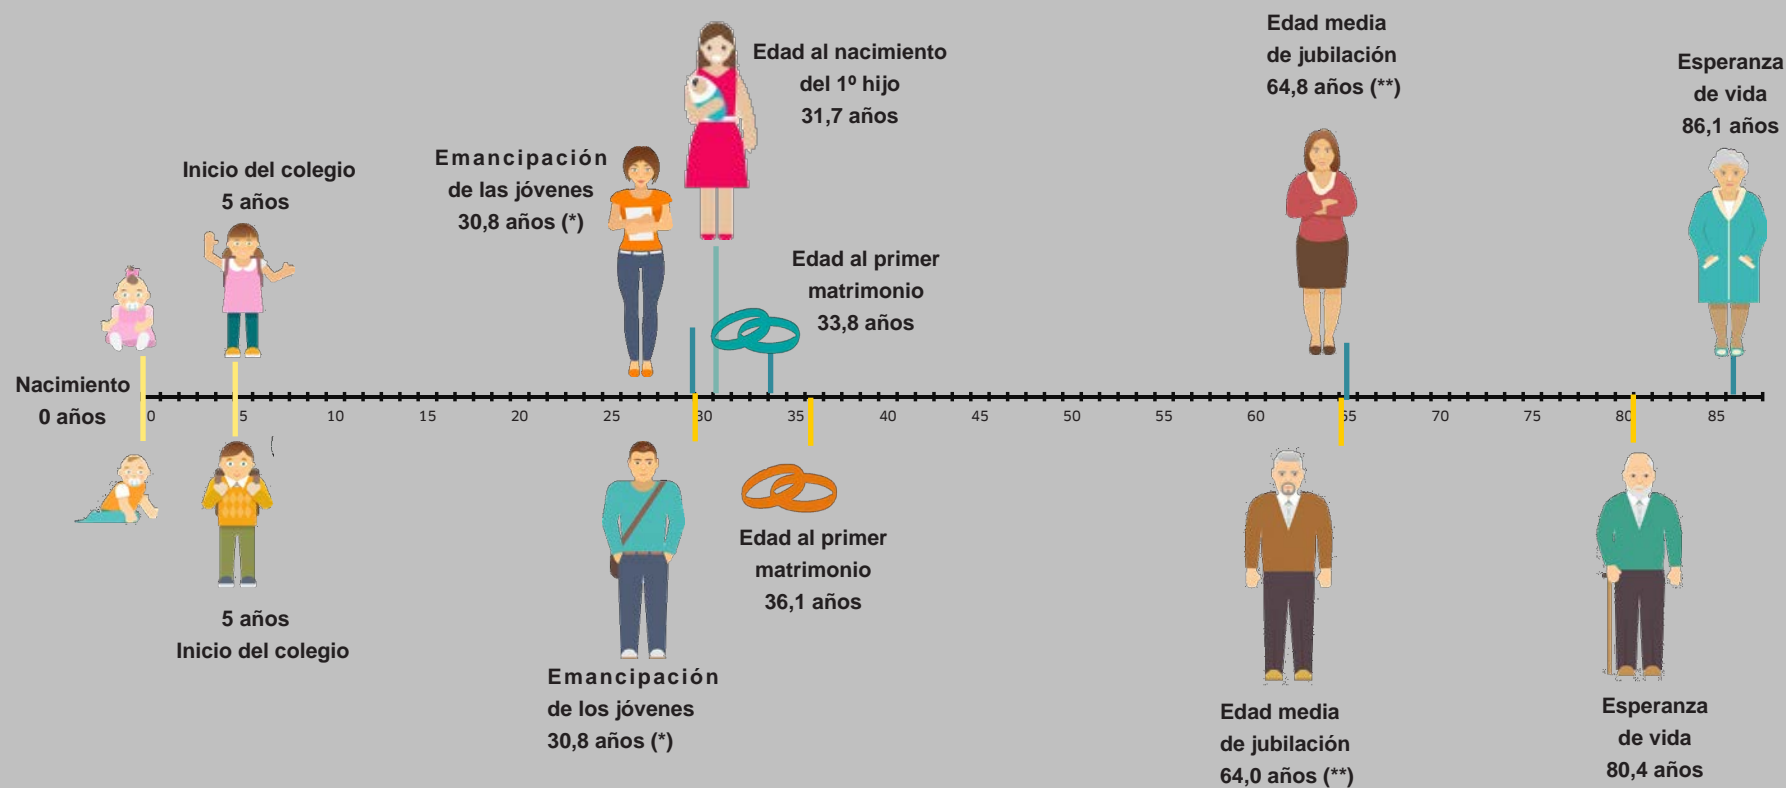 Edad media
de jubilación
64,8 años (**)
Edad al nacimiento
del 1º hijo
31,7 años
Esperanza
de vida
86,1 años
Emancipación
de las jóvenes
30,8 años (*)
Inicio del colegio
5 años
Edad al primer
matrimonio
33,8 años
Nacimiento
0 años
0 5 10 15 20 25 30 35 40 45 50 55 60 65 70 75 80 85
Edad al primer
matrimonio
36,1 años
5 años
Inicio del colegio
Emancipación
de los jóvenes
30,8 años (*)
Edad media
de jubilación
64,0 años (**)
Esperanza
de vida
80,4 años